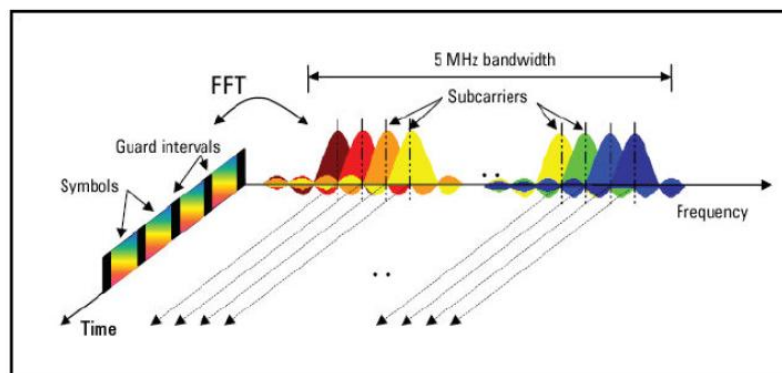 5 MHz bandwidth
FFT
Subcarriers
Guard intervals
Symbols
Frequency
Time